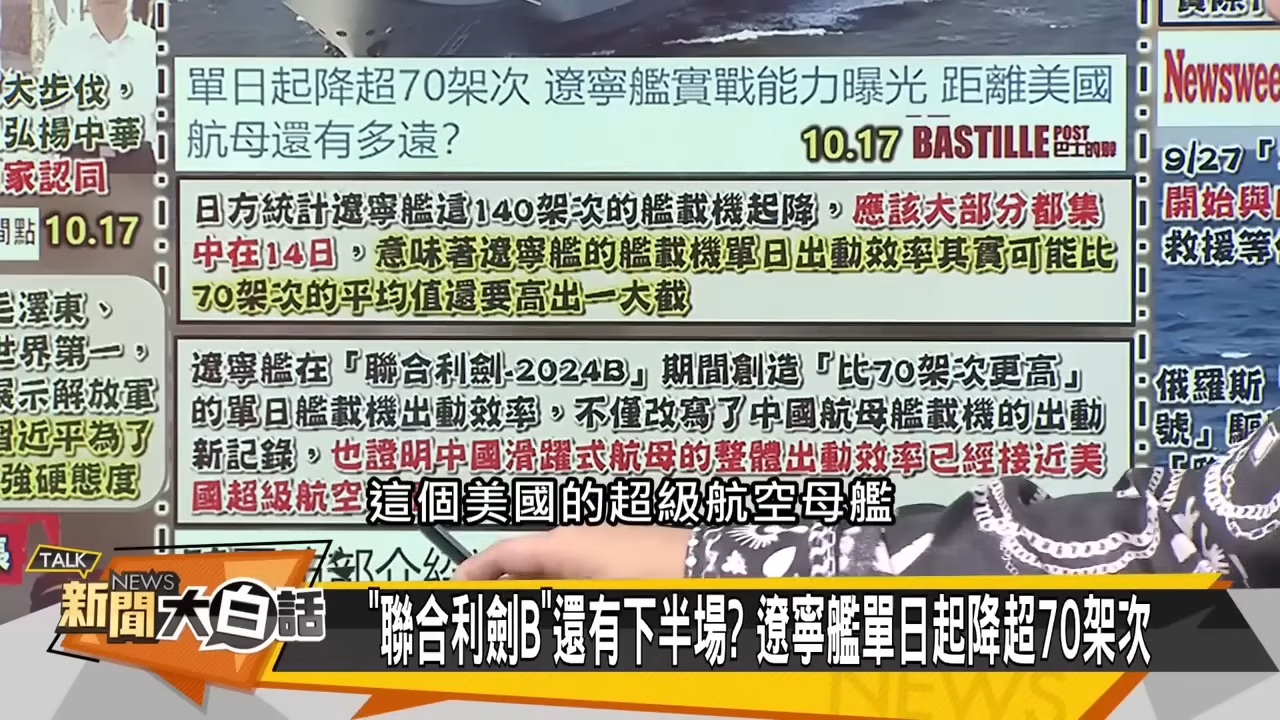 大步伐，
弘揚中華
家認同
間點 10.17
毛澤東、
世界第一，
展示解放軍
習近平為了
強硬態度
單日起降超70架次 遼寧艦實戰能力曝光 距離美國
航母還有多遠？
10.17 BASTILLE POST 巴士的報
日方統計遼寧艦這140架次的艦載機起降，應該大部分都集
中在14日，意味著遼寧艦的艦載機單日出動效率其實可能比
70架次的平均值還要高出一大截
遼寧艦在『聯合利劍-2024B』期間創造『比70架次更高』
的單日艦載機出動效率，不僅改寫了中國航母艦載機的出動
新記錄，也證明中國滑躍式航母的整體出動效率已經接近美
國超級航空
Newswee
9/27『
開始與
救援等
俄羅斯
號』驅
這個美國的超級航空母艦
TALK
NEWS
新聞大白話
"聯合利劍B"還有下半場？遼寧艦單日起降超70架次
NEWS